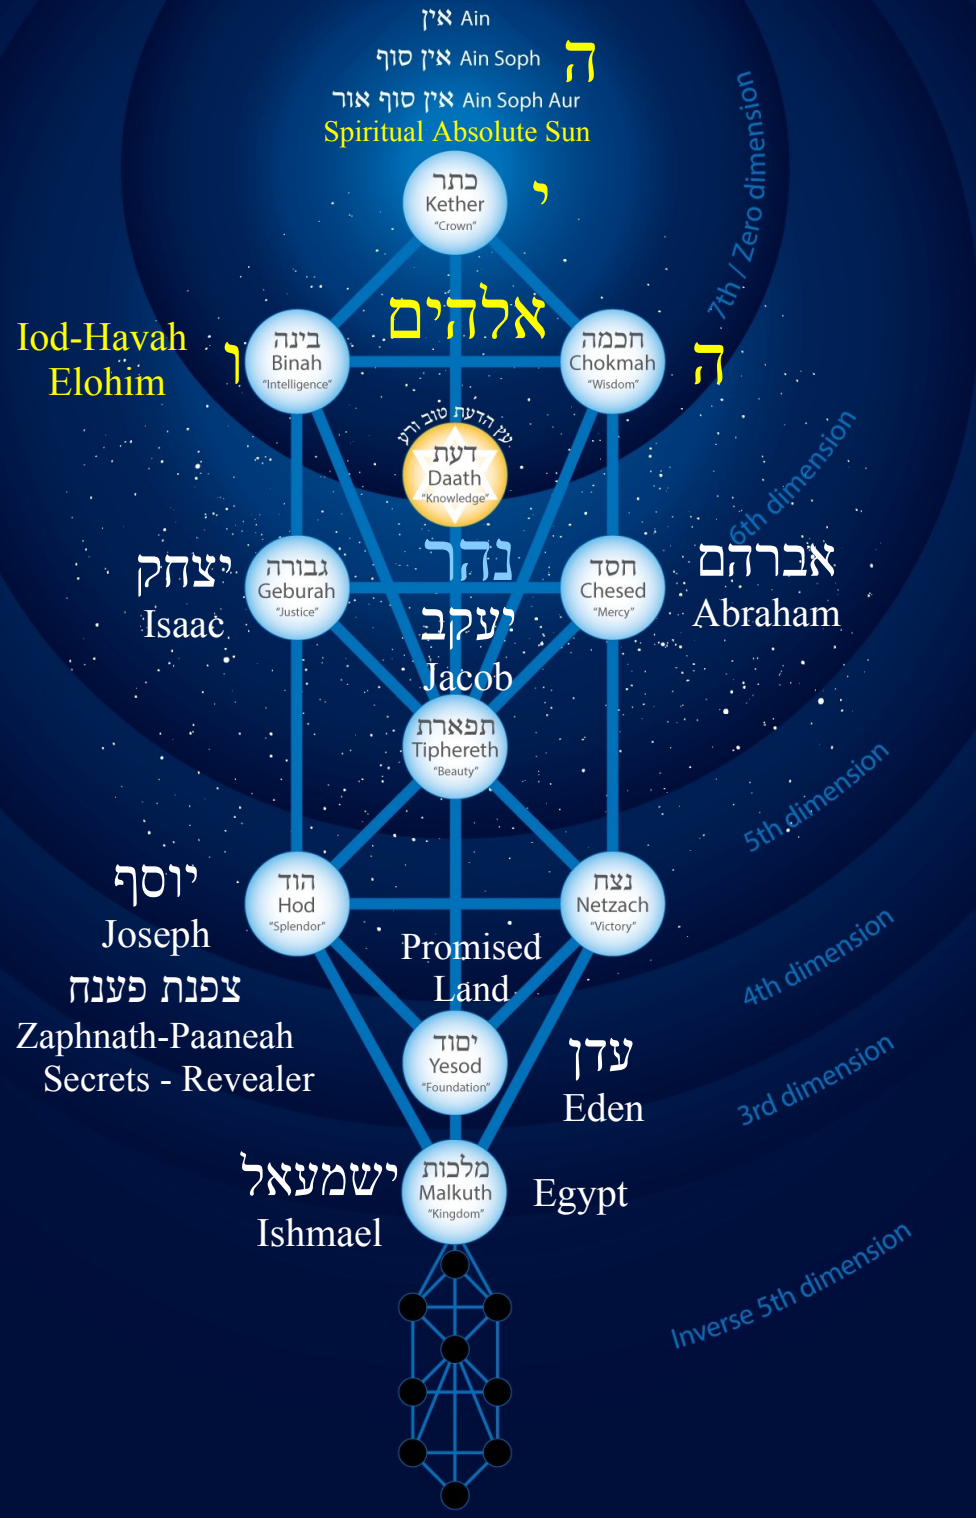 אין Ain
אין סוף Ain Soph
ה
אין סוף אור Ain Soph Aur
Spiritual Absolute Sun
כתר
Kether
"Crown"
י
7th / Zero dimension
אלהים
Iod-Havah
Elohim
ו
בינה
Binah
"Intelligence"
חכמה
Chokmah
"Wisdom"
ה
עץ הדעת טוב ורע
דעת
Daath
"Knowledge"
6th dimension
נהר
יצחק
Isaac
גבורה
Geburah
"Justice"
יעקב
Jacob
חסד
Chesed
"Mercy"
אברהם
Abraham
תפארת
Tiphereth
"Beauty"
5th dimension
יוסף
Joseph
צפנת פענח
Zaphnath-Paaneah
Secrets - Revealer
הוד
Hod
"Splendor"
נצח
Netzach
"Victory"
Promised
Land
4th dimension
יסוד
Yesod
"Foundation"
עדן
Eden
3rd dimension
ישמעאל
Ishmael
מלכות
Malkuth
"Kingdom"
Egypt
Inverse 5th dimension